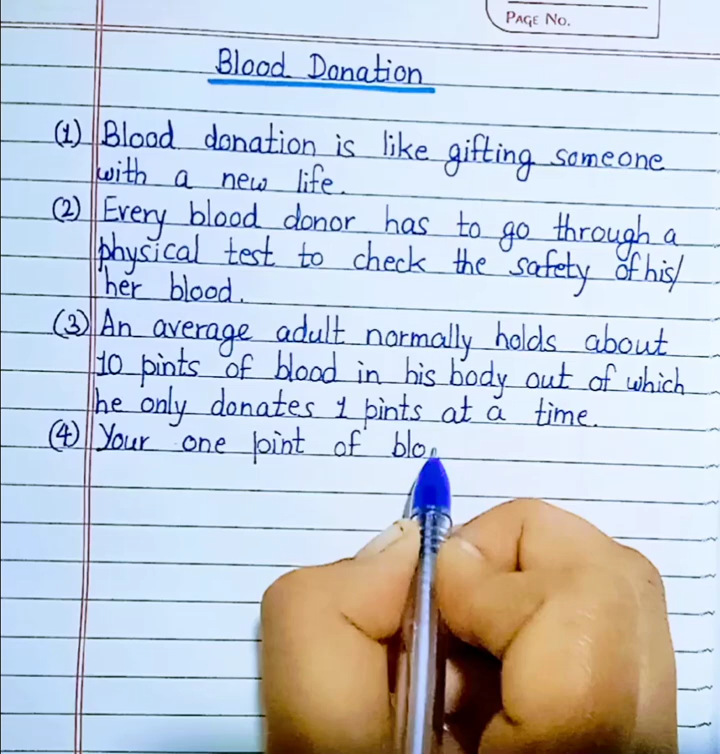 PAGE NO.
Blood Donation
(1) Blood donation is like gifting someone
with a new life.
(2) Every blood donor has to go through a
physical test to check the safety of his/
her blood.
(3) An average adult normally holds about
10 pints of blood in his body out of which
he only donates 1 pints at a time.
(4) Your one point of blo